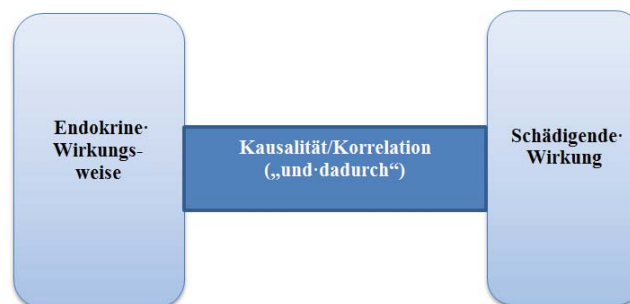 Endokrine·
Wirkungs-
weise
Kausalität/Korrelation
(„und·dadurch“)
Schädigende·
Wirkung